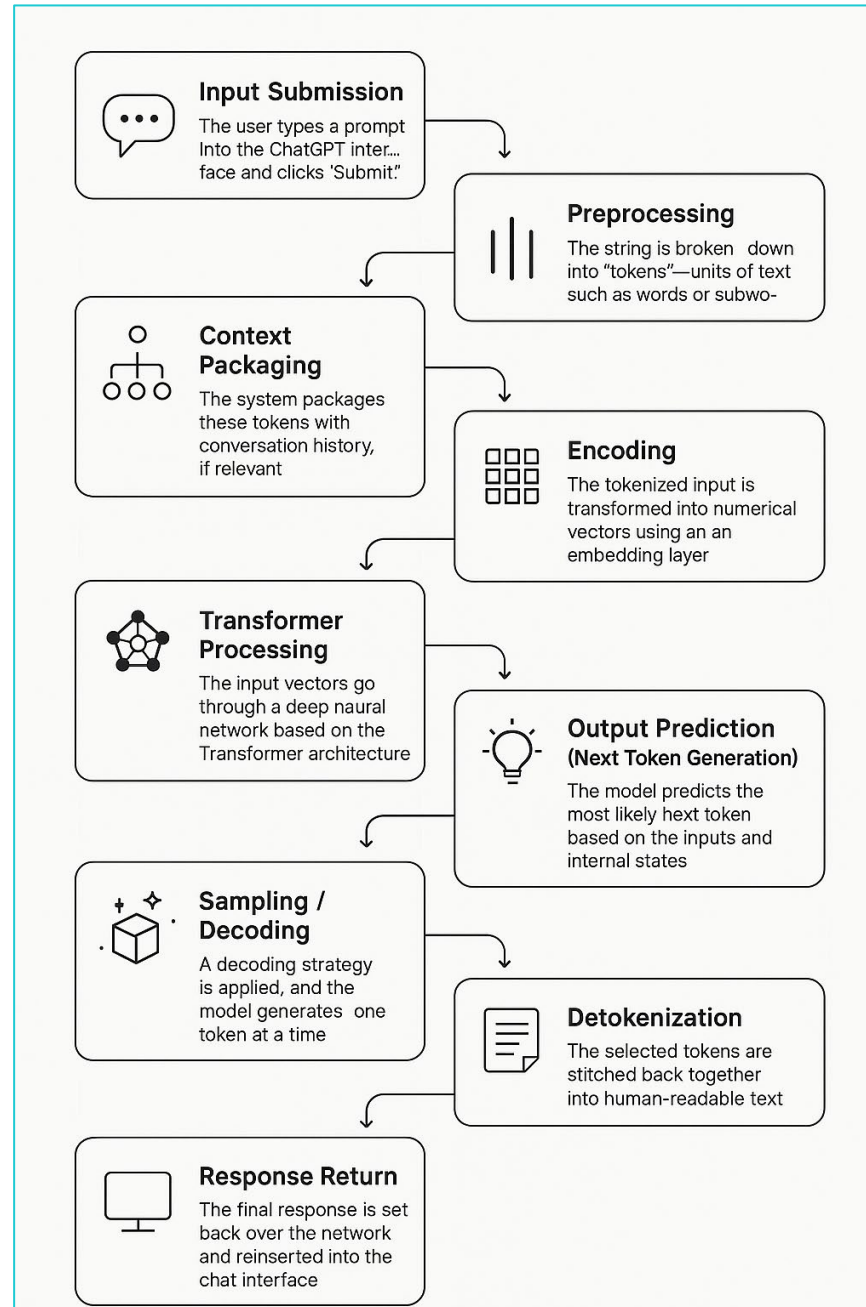 Input Submission
The user types a prompt
Into the ChatGPT inter...
face and clicks 'Submit."
Preprocessing
The string is broken down
into “tokens”—units of text
such as words or subwo-
Context
Packaging
The system packages
these tokens with
conversation history,
if relevant
Encoding
The tokenized input is
transformed into numerical
vectors using an an
embedding layer
Transformer
Processing
The input vectors go
through a deep naural
network based on the
Transformer architecture
Output Prediction
(Next Token Generation)
The model predicts the
most likely hext token
based on the inputs and
internal states
Sampling /
Decoding
A decoding strategy
is applied, and the
model generates one
token at a time
Detokenization
The selected tokens are
stitched back together
into human-readable text
Response Return
The final response is set
back over the network
and reinserted into the
chat interface